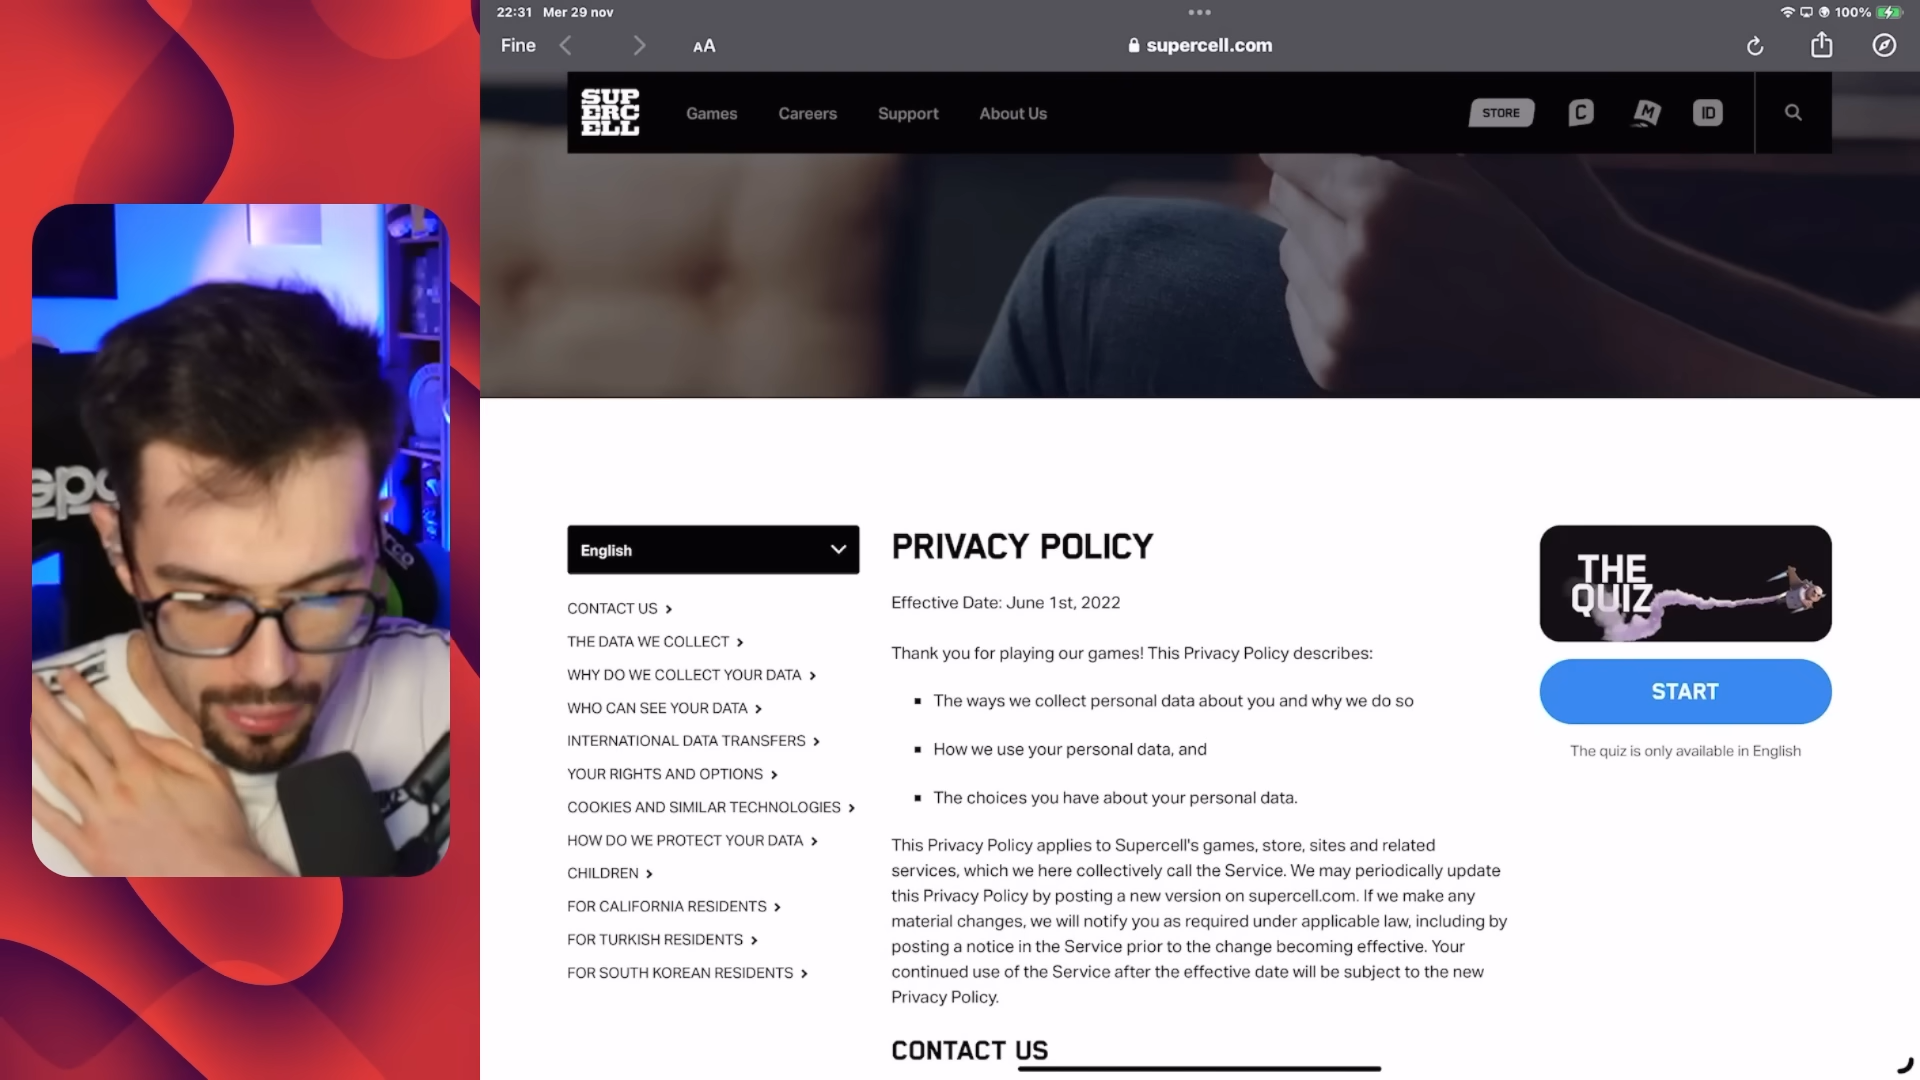 22:31 Mer 29 nov
100%
Fine
AA
supercell.com
SUP
ERC
ELL
Games
Careers
Support
About Us
STORE
C
M
ID
English
CONTACT US
THE DATA WE COLLECT
WHY DO WE COLLECT YOUR DATA
WHO CAN SEE YOUR DATA
INTERNATIONAL DATA TRANSFERS
YOUR RIGHTS AND OPTIONS
COOKIES AND SIMILAR TECHNOLOGIES
HOW DO WE PROTECT YOUR DATA
CHILDREN
FOR CALIFORNIA RESIDENTS
FOR TURKISH RESIDENTS
FOR SOUTH KOREAN RESIDENTS
PRIVACY POLICY
Effective Date: June 1st, 2022
Thank you for playing our games! This Privacy Policy describes:
▪ The ways we collect personal data about you and why we do so
▪ How we use your personal data, and
▪ The choices you have about your personal data.
This Privacy Policy applies to Supercell's games, store, sites and related
services, which we here collectively call the Service. We may periodically update
this Privacy Policy by posting a new version on supercell.com. If we make any
material changes, we will notify you as required under applicable law, including by
posting a notice in the Service prior to the change becoming effective. Your
continued use of the Service after the effective date will be subject to the new
Privacy Policy.
CONTACT US
THE
QUIZ
START
The quiz is only available in English